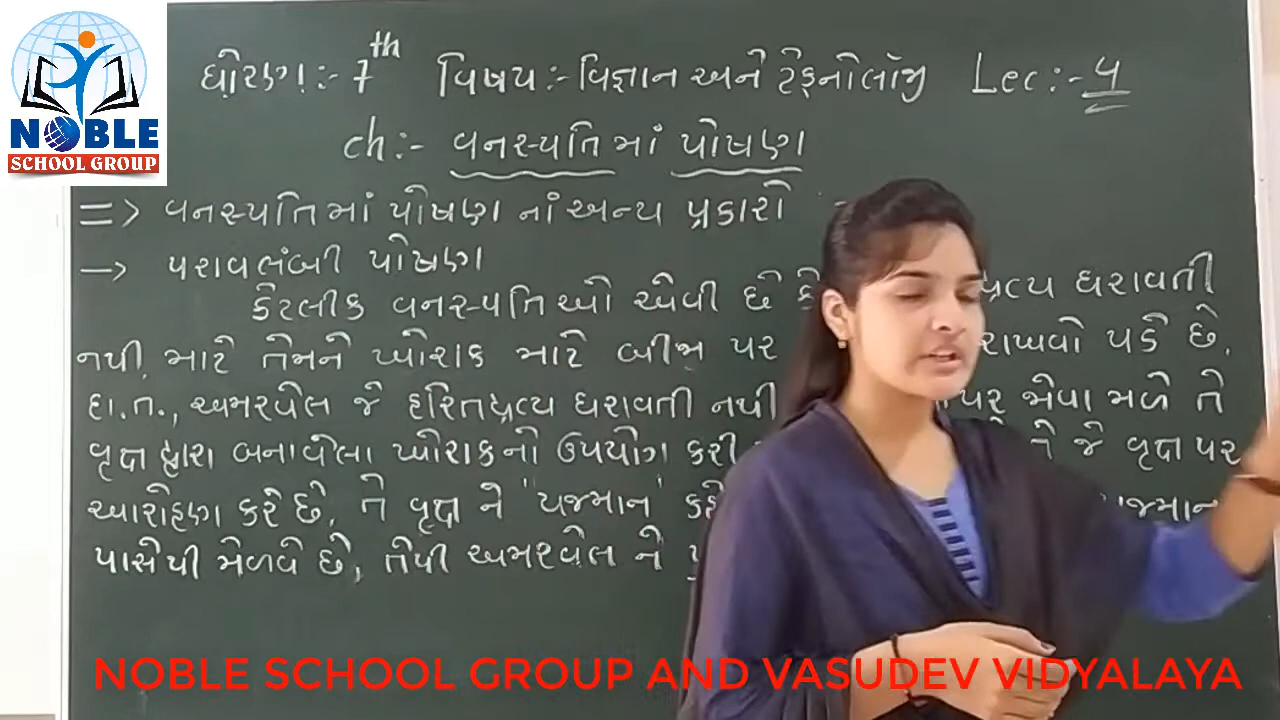 NOBLE
SCHOOL GROUP
ધોરણ :- 7th વિષય :- વિજ્ઞાન અને ટેક્નોલોજી Lec :- 4
ch :- વનસ્પતિમાં પોષણ
=> વનસ્પતિમાં પોષણ નાં અન્ય પ્રકારો
-> પરાવલંબી પોષણ
કેટલીક વનસ્પતિઓ એવી છે કે ધરાવતી
નથી. માટે તેમને ખોરાક માટે બીજા પર રાખવો પડે છે.
દા.ત., અમરવેલ જે હરિતદ્રવ્ય ધરાવતી નથી પર જોવા મળે તે
વૃક્ષ દ્વારા બનાવેલા ખોરાકનો ઉપયોગ કરી તે જે વૃક્ષ પર
આરોહણ કરે છે. તે વૃક્ષ ને "યજમાન"
પાસેથી મેળવે છે, તેથી અમરવેલ ને
NOBLE SCHOOL GROUP AND VASUDEV VIDYALAYA